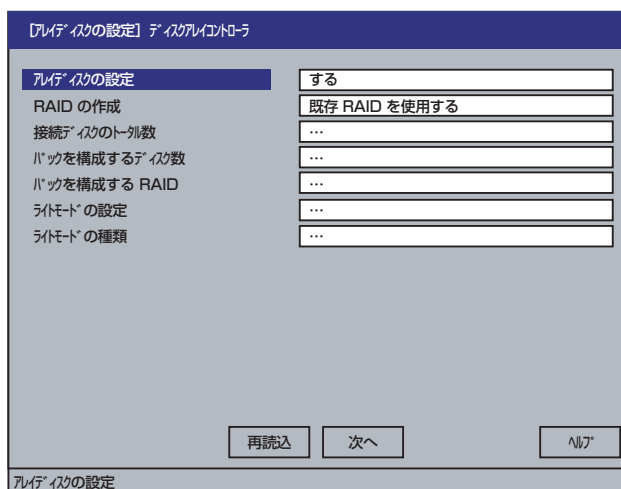 [ｱﾚｲﾃﾞｨｽｸの設定] ﾃﾞｨｽｸｱﾚｲｺﾝﾄﾛｰﾗ
ｱﾚｲﾃﾞｨｽｸの設定 する
RAID の作成 既存 RAID を使用する
接続ﾃﾞｨｽｸのﾄｰﾀﾙ数 …
ﾊﾟｯｸを構成するﾃﾞｨｽｸ数 …
ﾊﾟｯｸを構成する RAID …
ﾗｲﾄﾓｰﾄﾞの設定 …
ﾗｲﾄﾓｰﾄﾞの種類 …
再読込 次へ ﾍﾙﾌﾟ
ｱﾚｲﾃﾞｨｽｸの設定